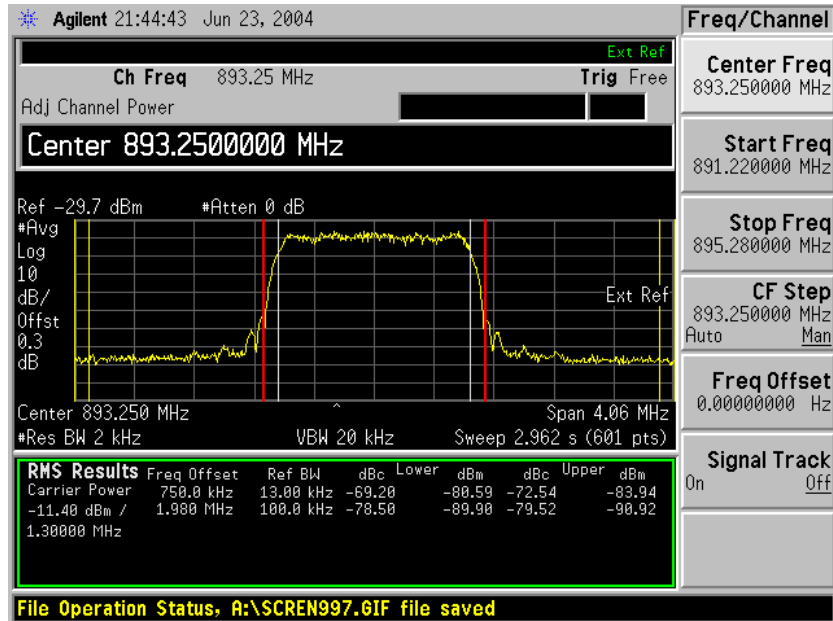 Agilent 21:44:43 Jun 23, 2004
Freq/Channel
Ext Ref
Ch Freq 893.25 MHz Trig Free
Adj Channel Power
Center 893.2500000 MHz
Ref -29.7 dBm #Atten 0 dB
#Avg
Log
10
dB/
Offst
0.3
dB
Ext Ref
Center 893.250 MHz ^ Span 4.06 MHz
#Res BW 2 kHz VBW 20 kHz Sweep 2.962 s (601 pts)
RMS Results Freq Offset Ref BW dBc Lower dBm dBc Upper dBm
Carrier Power 750.0 kHz 13.00 kHz -69.20 -80.59 -72.54 -83.94
-11.40 dBm / 1.980 MHz 100.0 kHz -78.50 -89.90 -79.52 -90.92
1.30000 MHz
File Operation Status, A:\SCREN997.GIF file saved
Center Freq
893.250000 MHz
Start Freq
891.220000 MHz
Stop Freq
895.280000 MHz
CF Step
893.250000 MHz
Auto Man
Freq Offset
0.00000000 Hz
Signal Track
On Off